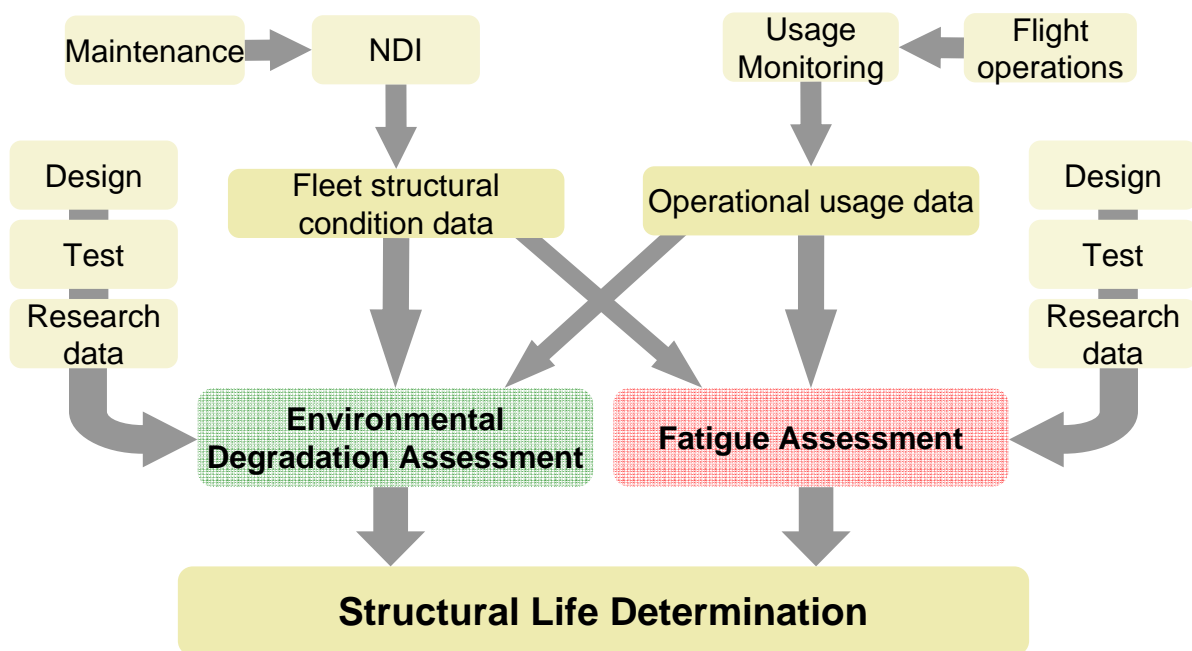 Maintenance
NDI
Usage
Monitoring
Flight
operations
Design
Test
Research
data
Fleet structural
condition data
Operational usage data
Design
Test
Research
data
Environmental
Degradation Assessment
Fatigue Assessment
Structural Life Determination